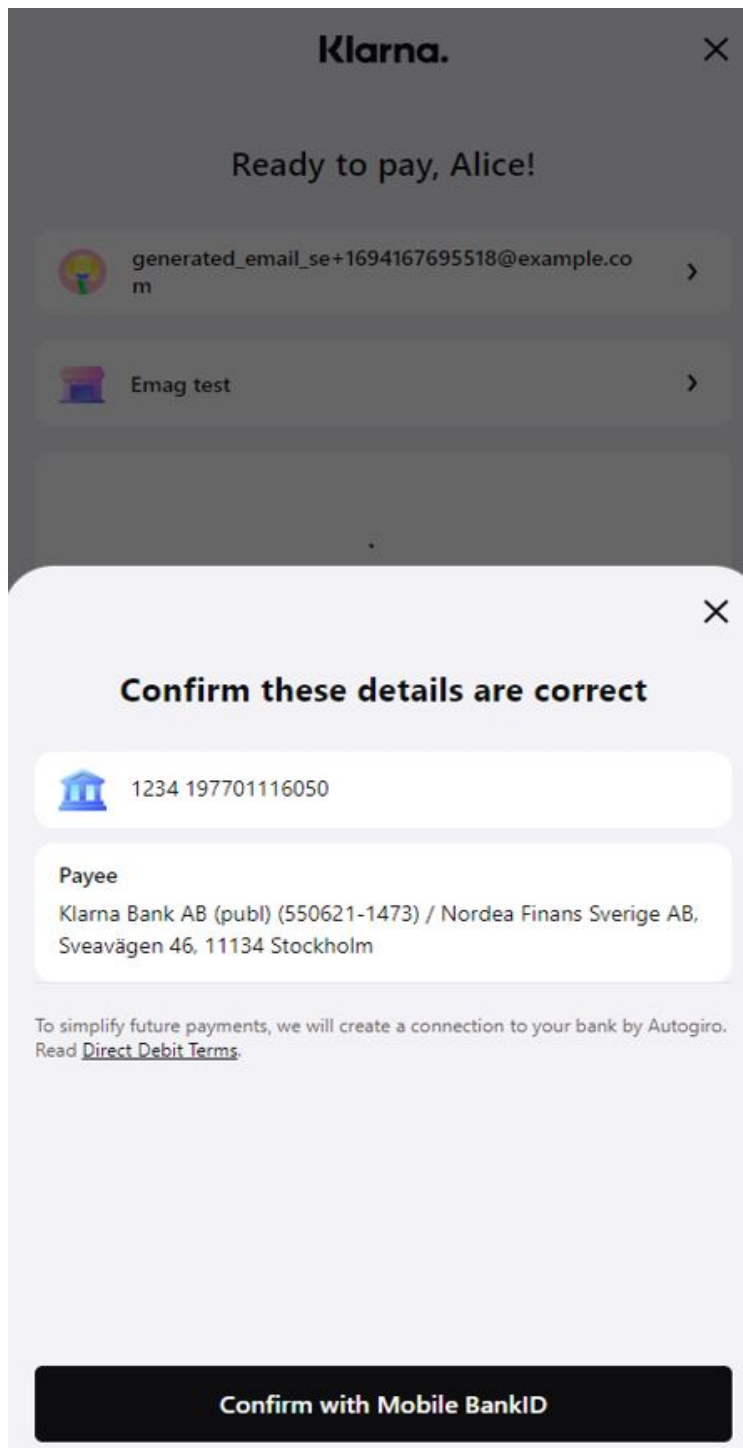 Klarna.
Ready to pay, Alice!
generated_email_se+1694167695518@example.co
m
Emag test
Confirm these details are correct
1234 197701116050
Payee
Klarna Bank AB (publ) (550621-1473) / Nordea Finans Sverige AB,
Sveavägen 46, 11134 Stockholm
To simplify future payments, we will create a connection to your bank by Autogiro.
Read Direct Debit Terms.
Confirm with Mobile BankID